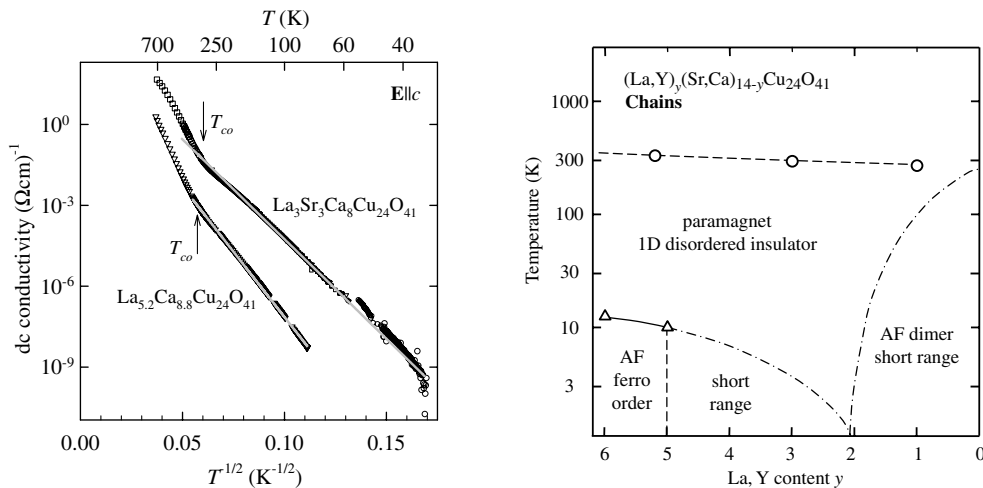 T (K)
700 250 100 60 40
E||c
T_co
La₃Sr₃Ca₈Cu₂₄O₄₁
T_co
La₅.₂Ca₈.₈Cu₂₄O₄₁
dc conductivity (Ωcm)⁻¹
10⁰
10⁻³
10⁻⁶
10⁻⁹
0.00 0.05 0.10 0.15
T^1/2 (K^-1/2)
(La,Y)_y(Sr,Ca)_14-yCu₂₄O₄₁
Chains
Temperature (K)
1000
300
100
30
10
3
paramagnet
1D disordered insulator
AF
ferro
order
short
range
AF dimer
short range
6 5 4 3 2 1 0
La, Y content y